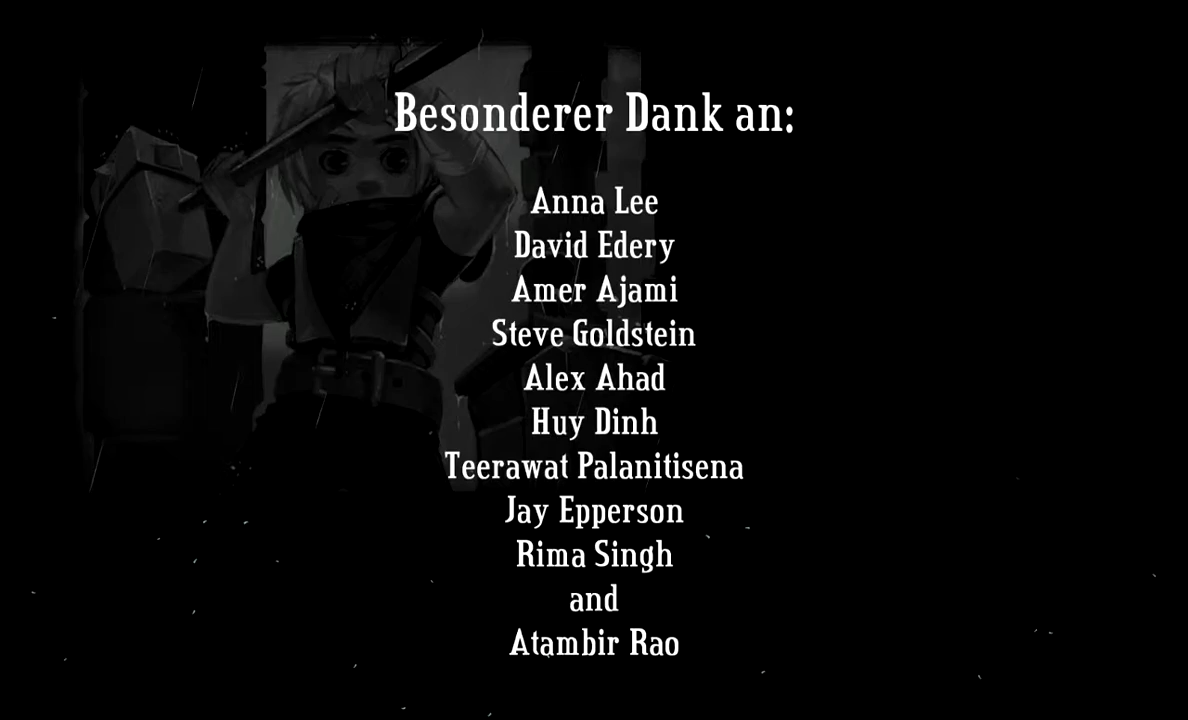 Besonderer Dank an:
Anna Lee
David Edery
Amer Ajami
Steve Goldstein
Alex Ahad
Huy Dinh
Teerawat Palanitisena
Jay Epperson
Rima Singh
and
Atambir Rao